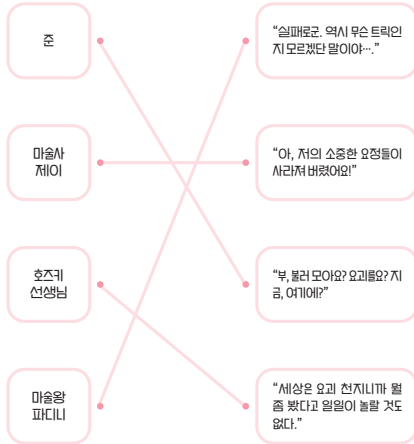 준
“실패로군. 역시 무슨 트릭인
지 모르겠단 말이야….”
마술사
제이
“아, 저의 소중한 요정들이
사라져 버렸어요!”
호즈키
선생님
“부, 불러 모아요? 요괴를요? 지
금, 여기에?”
마술왕
파디니
“세상은 요괴 천지니까 뭘
좀 봤다고 일일이 놀랄 것도
없다.”